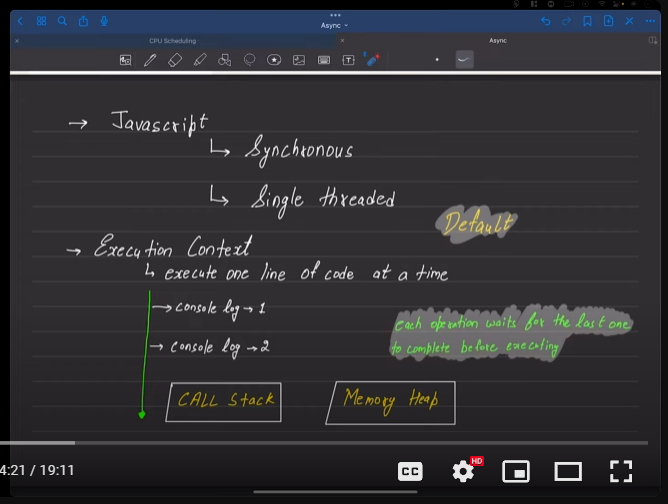 Async
CPU Scheduling
Async
→ Javascript
↳ Synchronous
↳ Single threaded
Default
→ Execution Context
↳ execute one line of code at a time
→ console log → 1
→ console log → 2
each operation waits for the last one
to complete before executing
CALL Stack
Memory Heap
4:21 / 19:11
CC
HD